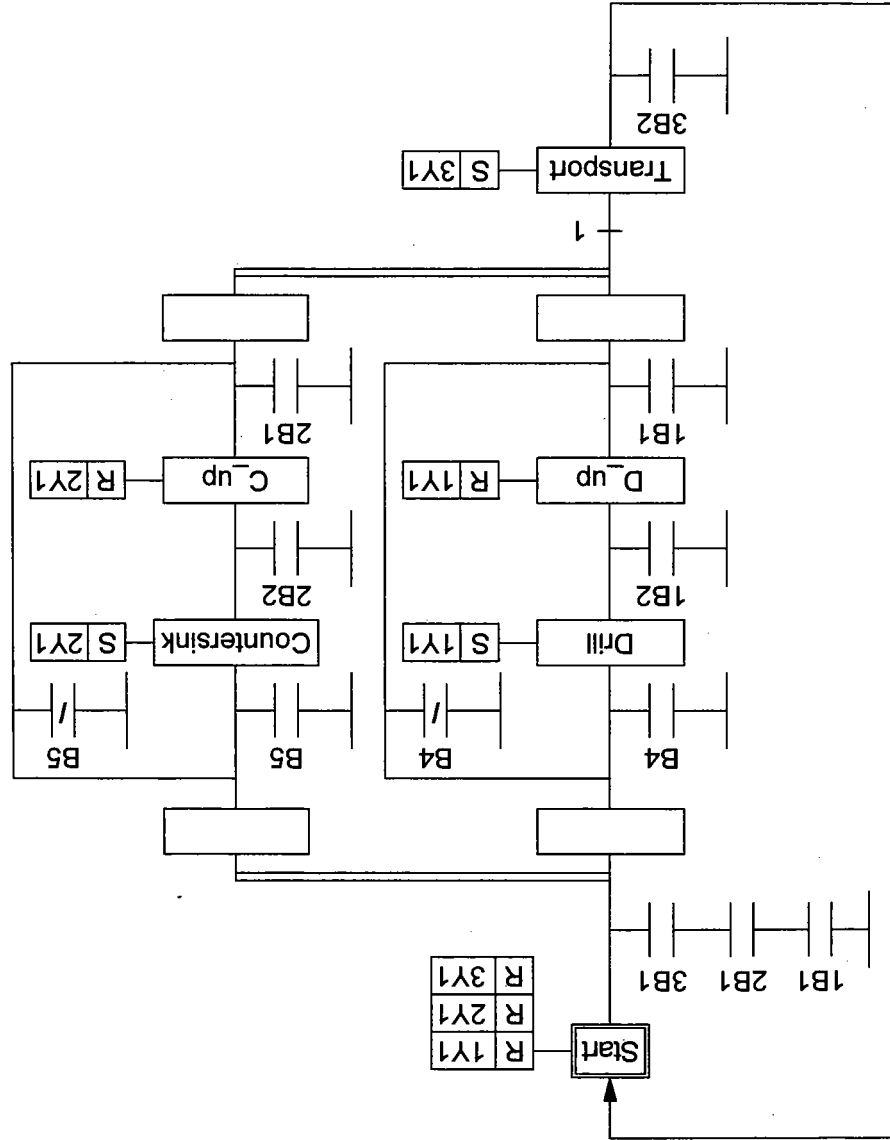 Start R 1Y1
R 2Y1
R 3Y1
1B1 2B1 3B1
B4 B4 B5 B5
/ /
Drill S 1Y1 Countersink S 2Y1
1B2 2B2
D_up R 1Y1 C_up R 2Y1
1B1 2B1
1
Transport S 3Y1
3B2